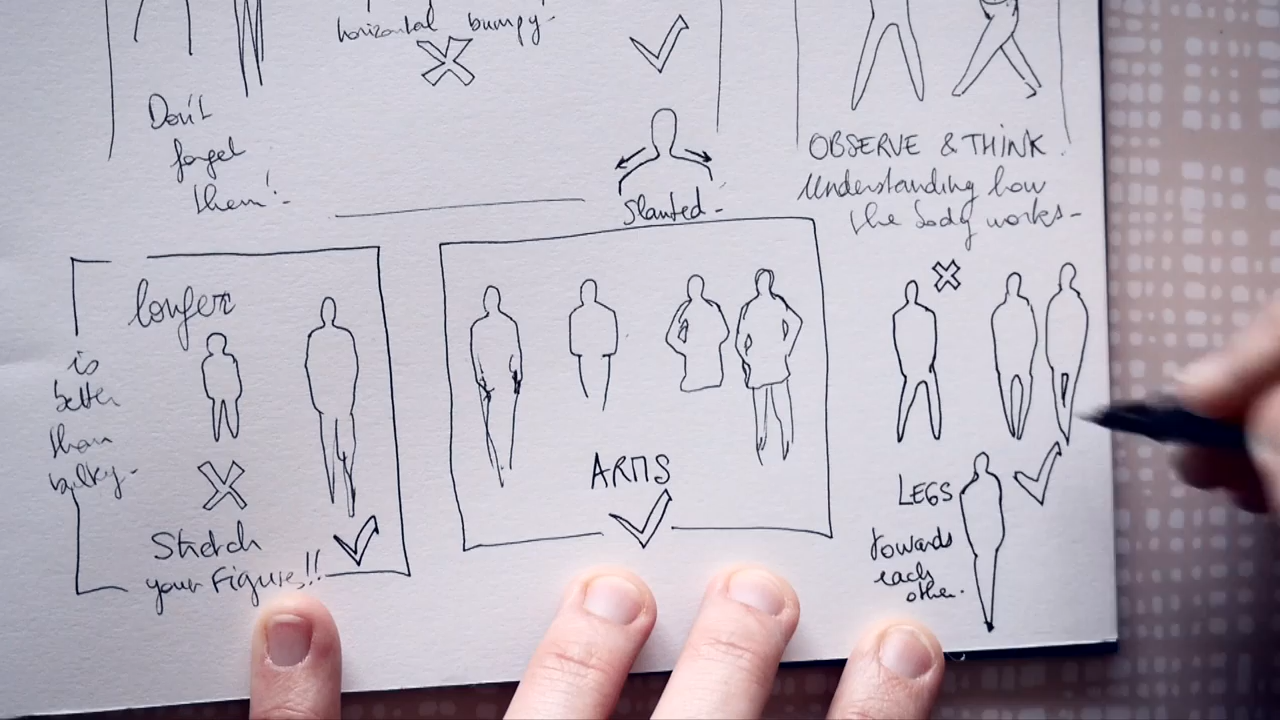 horizontal bumpy-
Don't
forget
them!-
Slanted-
OBSERVE & THINK.
Understanding how
the body works-
longer
is
better
than
bulky-
Stretch
your Figures!!
ARMS
LEGS
towards
each
other.